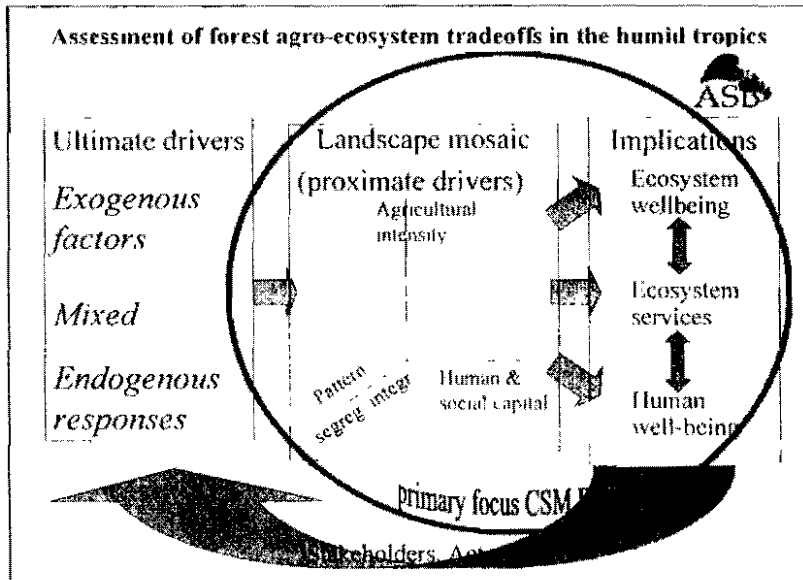 Assessment of forest agro-ecosystem tradeoffs in the humid tropics
ASB
Ultimate drivers
Exogenous
factors
Mixed
Endogenous
responses
Landscape mosaic
(proximate drivers)
Agricultural
intensity
Pattern
segreg integr
Human &
social capital
Implications
Ecosystem
wellbeing
Ecosystem
services
Human
well-being
primary focus CSM
Stakeholders,